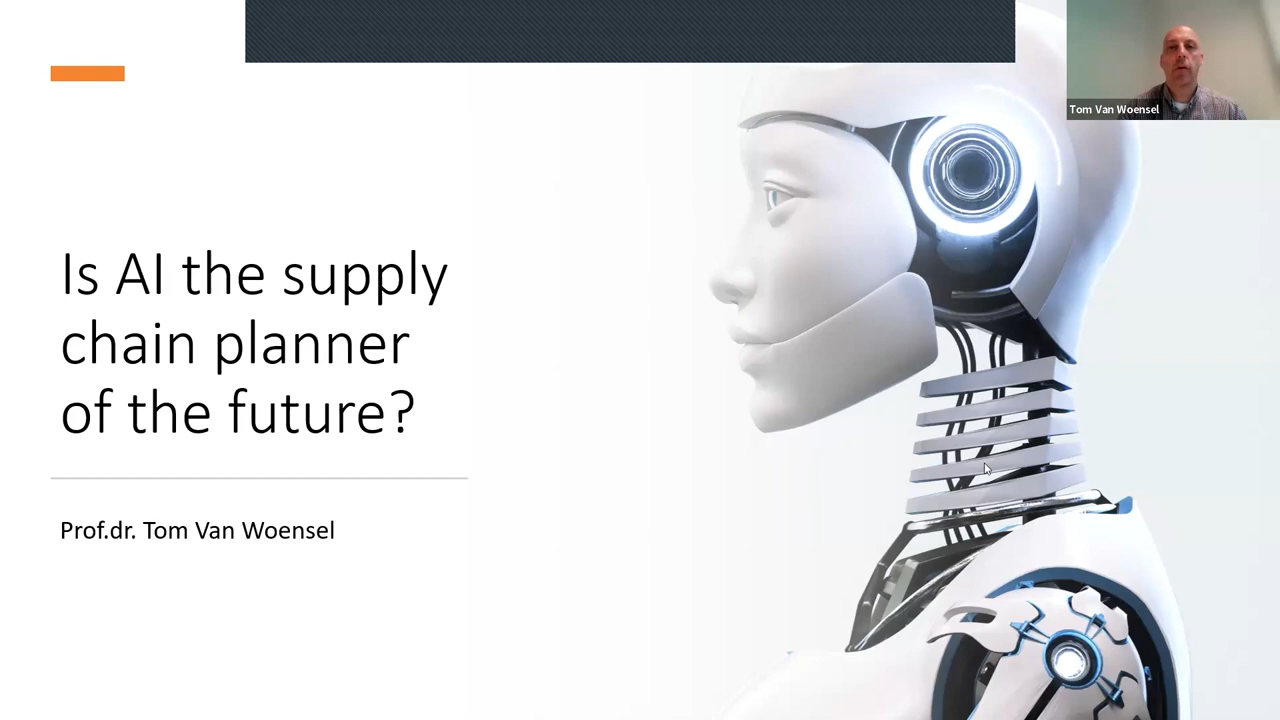 Tom Van Woensel
Is AI the supply
chain planner
of the future?
Prof.dr. Tom Van Woensel